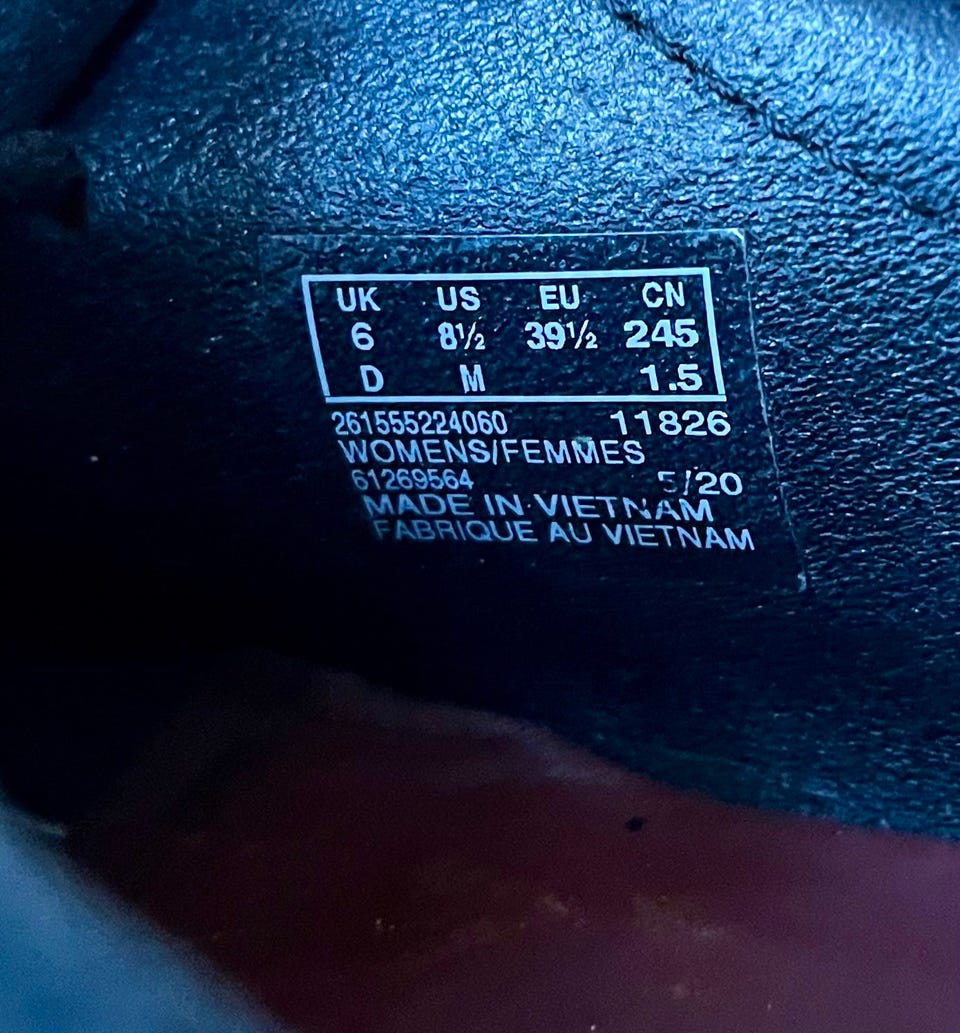 UK US EU CN
6 8½ 39½ 245
D M 1.5
261555224060 11826
WOMENS/FEMMES
61269564 5/20
MADE IN VIETNAM
FABRIQUE AU VIETNAM